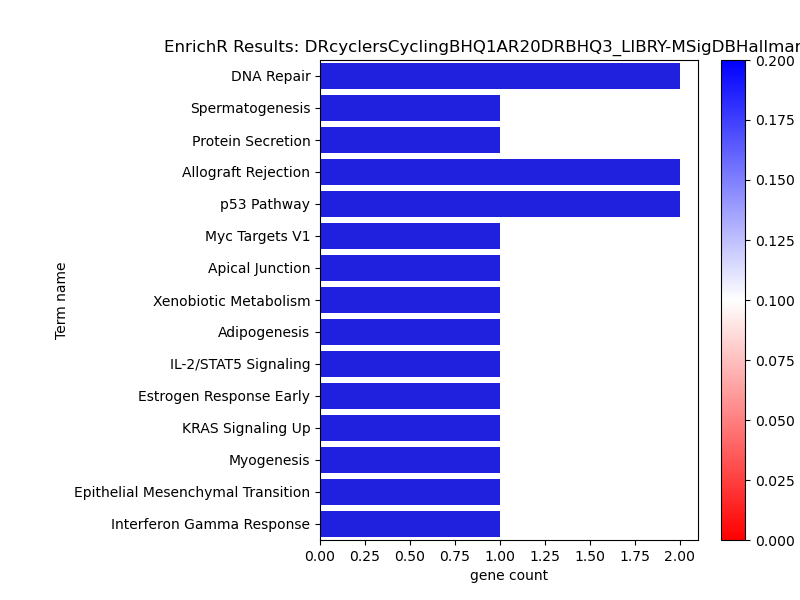 EnrichR Results: DRcyclersCyclingBHQ1AR20DRBHQ3_LIBRY-MSigDBHallmar
DNA Repair
Spermatogenesis
Protein Secretion
Allograft Rejection
p53 Pathway
Myc Targets V1
Apical Junction
Xenobiotic Metabolism
Adipogenesis
IL-2/STAT5 Signaling
Estrogen Response Early
KRAS Signaling Up
Myogenesis
Epithelial Mesenchymal Transition
Interferon Gamma Response
Term name
0.00 0.25 0.50 0.75 1.00 1.25 1.50 1.75 2.00
gene count
0.200
0.175
0.150
0.125
0.100
0.075
0.050
0.025
0.000